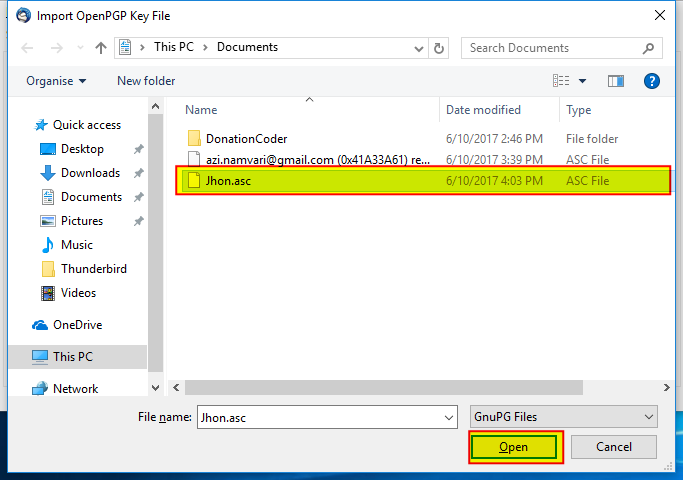 Import OpenPGP Key File
This PC > Documents
Search Documents
Organise
New folder
Name Date modified Type
Quick access
Desktop
Downloads
Documents
Pictures
Music
Thunderbird
Videos
OneDrive
This PC
Network
DonationCoder 6/10/2017 2:46 PM File folder
azi.namvari@gmail.com (0x41A33A61) re... 6/10/2017 3:39 PM ASC File
Jhon.asc 6/10/2017 4:03 PM ASC File
File name: Jhon.asc
GnuPG Files
Open
Cancel